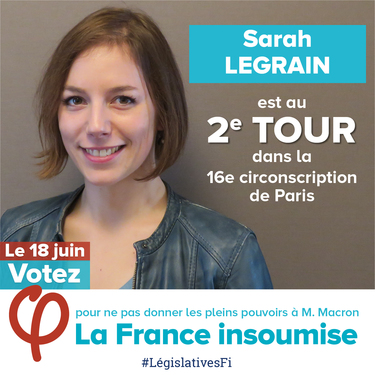 Sarah
LEGRAIN
est au
2e TOUR
dans la
16e circonscription
de Paris
Le 18 juin
Votez
φ
pour ne pas donner les pleins pouvoirs à M. Macron
La France insoumise
#LégislativesFi